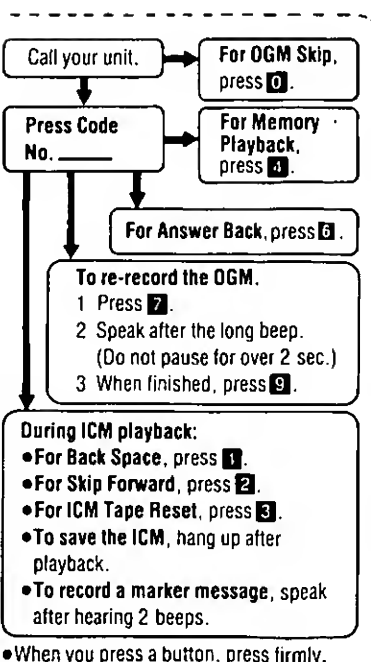 Call your unit.
For OGM Skip,
press 0.
Press Code
No. ____
For Memory
Playback,
press 4.
For Answer Back, press 6.
To re-record the OGM.
1 Press 7.
2 Speak after the long beep.
(Do not pause for over 2 sec.)
3 When finished, press 9.
During ICM playback:
●For Back Space, press 1.
●For Skip Forward, press 2.
●For ICM Tape Reset, press 3.
●To save the ICM, hang up after
playback.
●To record a marker message, speak
after hearing 2 beeps.
●When you press a button, press firmly.